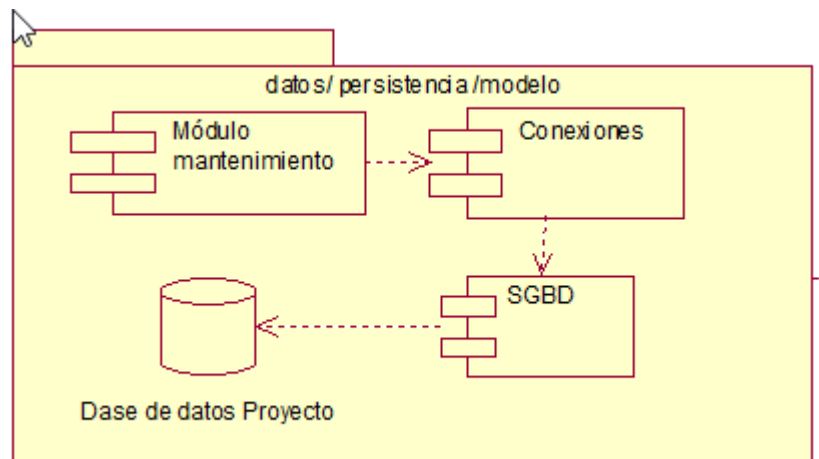 datos/ persistencia/modelo
Módulo
mantenimiento
Conexiones
SGBD
Dase de datos Proyecto